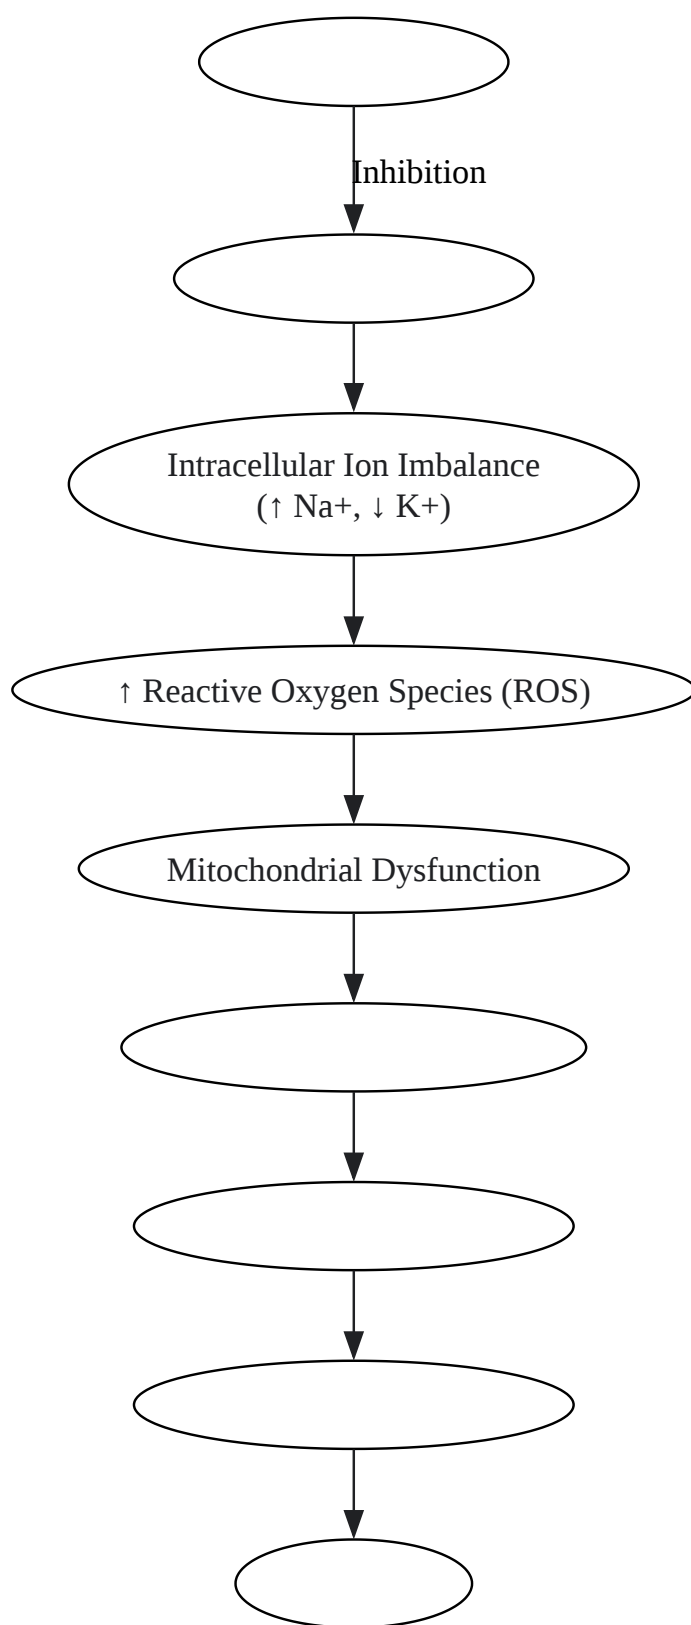 Inhibition
Intracellular Ion Imbalance
(↑ Na+, ↓ K+)
↑ Reactive Oxygen Species (ROS)
Mitochondrial Dysfunction